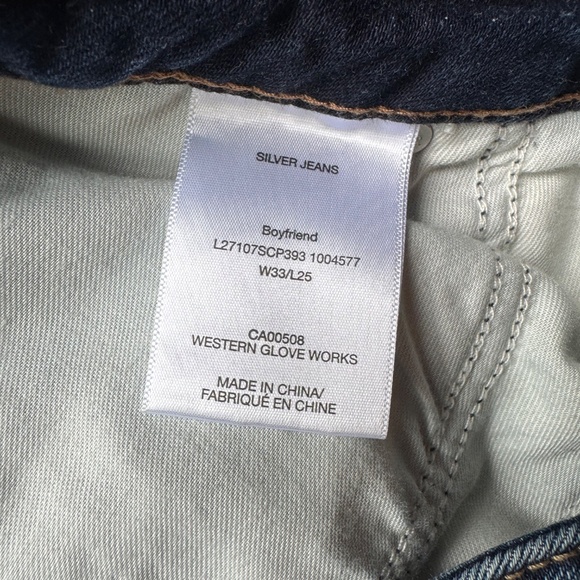 SILVER JEANS
Boyfriend
L27107SCP393 1004577
W33/L25
CA00508
WESTERN GLOVE WORKS
MADE IN CHINA/
FABRIQUÉ EN CHINE